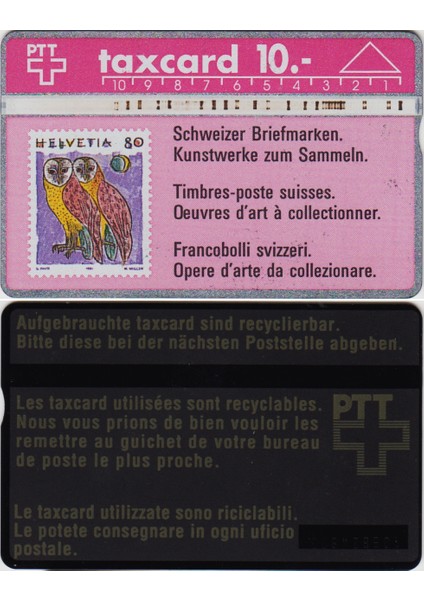 PTT
taxcard 10.-
10 9 8 7 6 5 4 3 2 1
HELVETIA 80
Schweizer Briefmarken.
Kunstwerke zum Sammeln.
Timbres-poste suisses.
Oeuvres d'art à collectionner.
Francobolli svizzeri.
Opere d'arte da collezionare.
Aufgebrauchte taxcard sind recyclierbar.
Bitte diese bei der nächsten Poststelle abgeben.
Les taxcard utilisées sont recyclables.
Nous vous prions de bien vouloir les
remettre au guichet de votre bureau
de poste le plus proche.
PTT
Le taxcard utilizzate sono riciclabili.
Le potete consegnare in ogni uficio
postale.